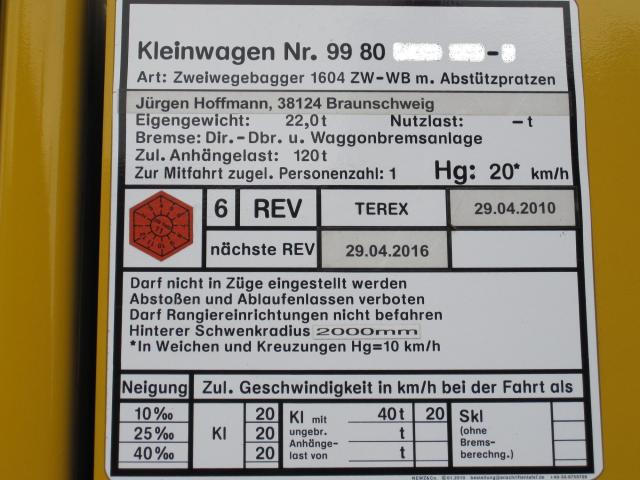 Kleinwagen Nr. 99 80 -
Art: Zweiwegebagger 1604 ZW-WB m. Abstützpratzen
Jürgen Hoffmann, 38124 Braunschweig
Eigengewicht: 22,0t Nutzlast: -t
Bremse: Dir.-Dbr. u. Waggonbremsanlage
Zul. Anhängelast: 120t
Zur Mitfahrt zugel. Personenzahl: 1 Hg: 20* km/h
6 REV TEREX 29.04.2010
nächste REV 29.04.2016
Darf nicht in Züge eingestellt werden
Abstoßen und Ablaufenlassen verboten
Darf Rangiereinrichtungen nicht befahren
Hinterer Schwenkradius 2000mm
*In Weichen und Kreuzungen Hg=10 km/h
Neigung Zul. Geschwindigkeit in km/h bei der Fahrt als
10‰ 20 Kl mit 40t 20 Skl
25‰ Kl 20 ungebr. t (ohne
Anhänge- Brems-
40‰ 20 last von t berechng.)